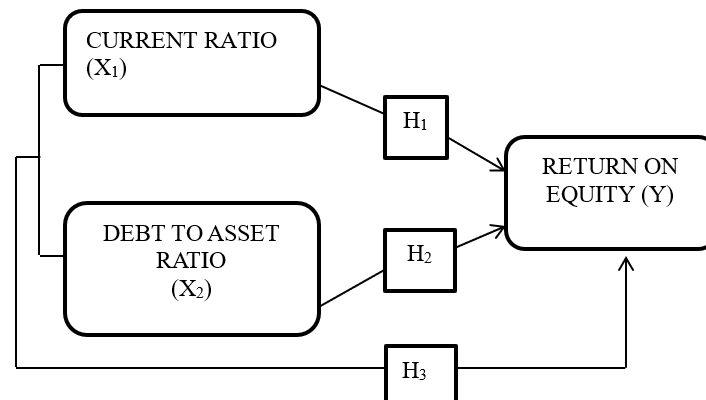 CURRENT RATIO
(X₁)
H₁
RETURN ON
EQUITY (Y)
DEBT TO ASSET
RATIO
(X₂)
H₂
H₃